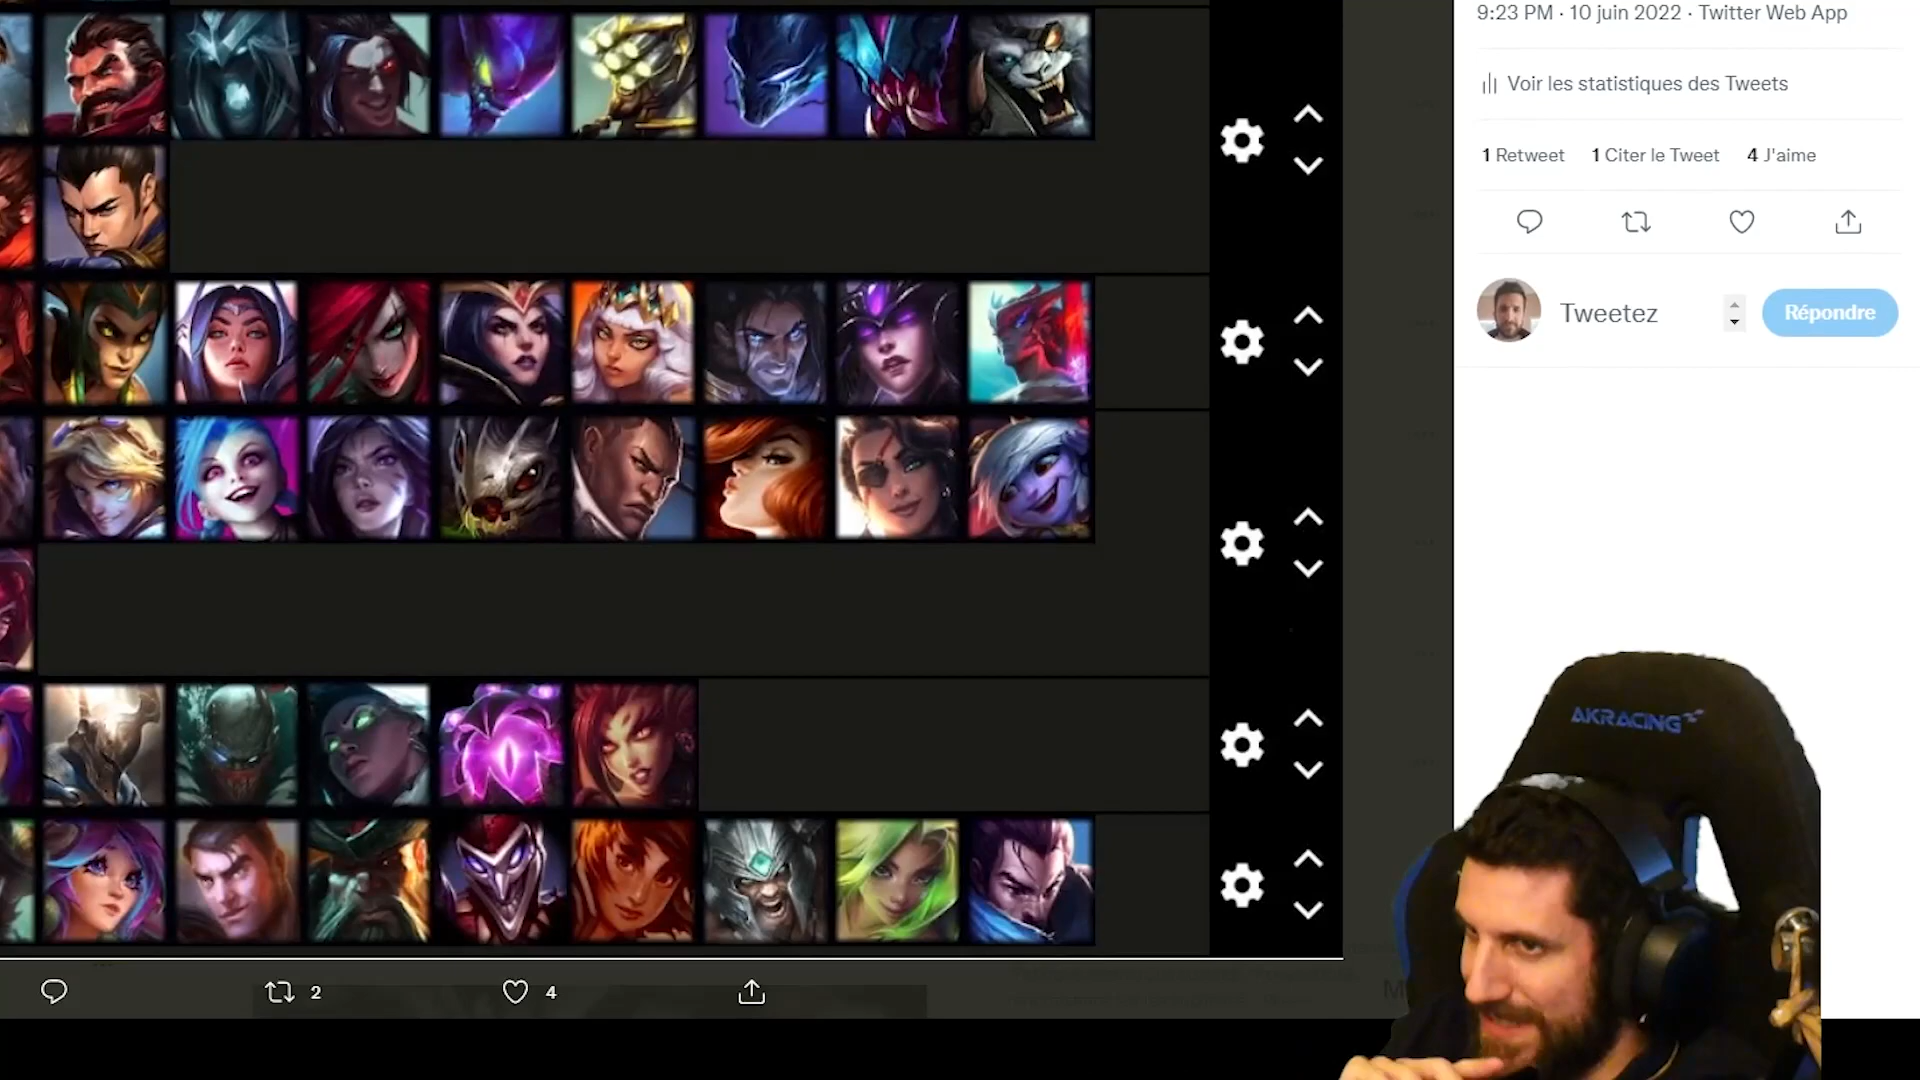 9:23 PM · 10 juin 2022 · Twitter Web App
Voir les statistiques des Tweets
1 Retweet 1 Citer le Tweet 4 J'aime
Tweetez
Répondre
AKRACING
2
4